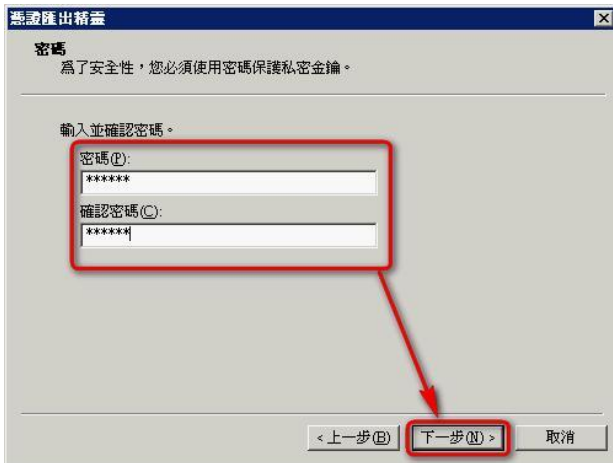 憑證匯出精靈
密碼
為了安全性，您必須使用密碼保護私密金鑰。
輸入並確認密碼。
密碼(P):
******
確認密碼(C):
******
<上一步(B)
下一步(N)>
取消